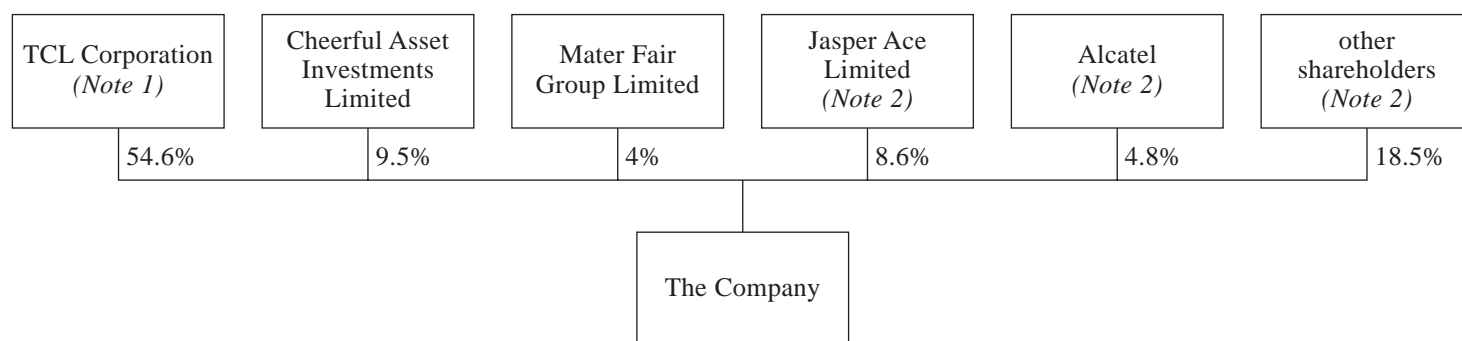 TCL Corporation
(Note 1)
Cheerful Asset
Investments
Limited
Mater Fair
Group Limited
Jasper Ace
Limited
(Note 2)
Alcatel
(Note 2)
other
shareholders
(Note 2)
54.6%
9.5%
4%
8.6%
4.8%
18.5%
The Company